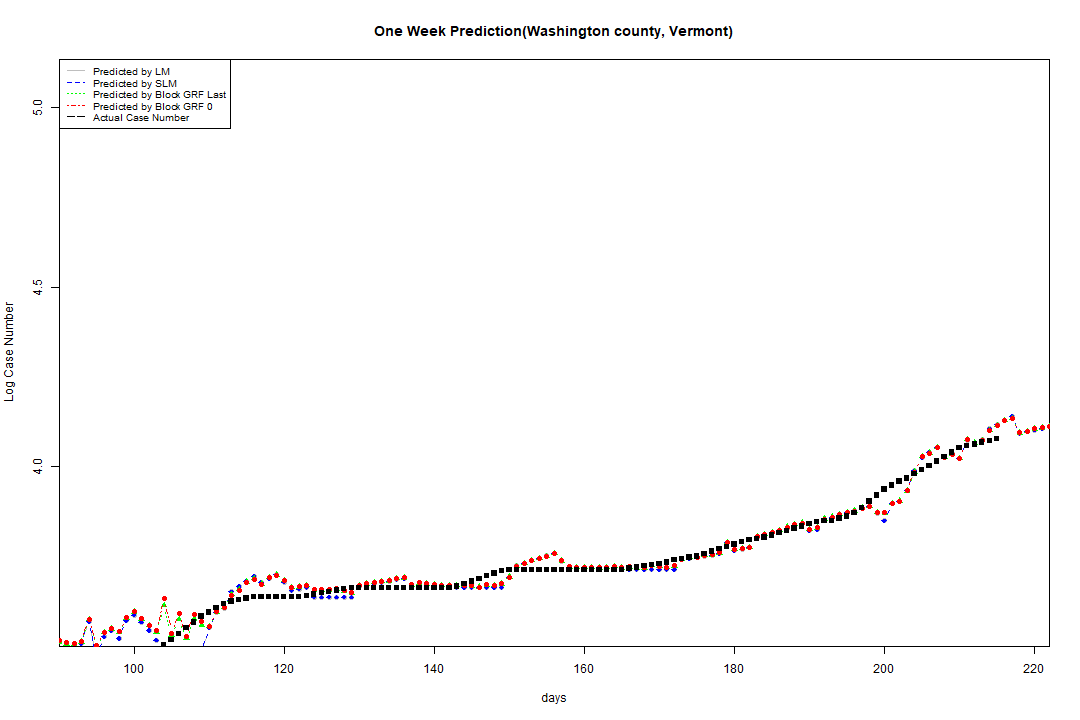 One Week Prediction(Washington county, Vermont)
Predicted by LM
Predicted by SLM
Predicted by Block GRF Last
Predicted by Block GRF 0
Actual Case Number
5.0
4.5
4.0
Log Case Number
100 120 140 160 180 200 220
days